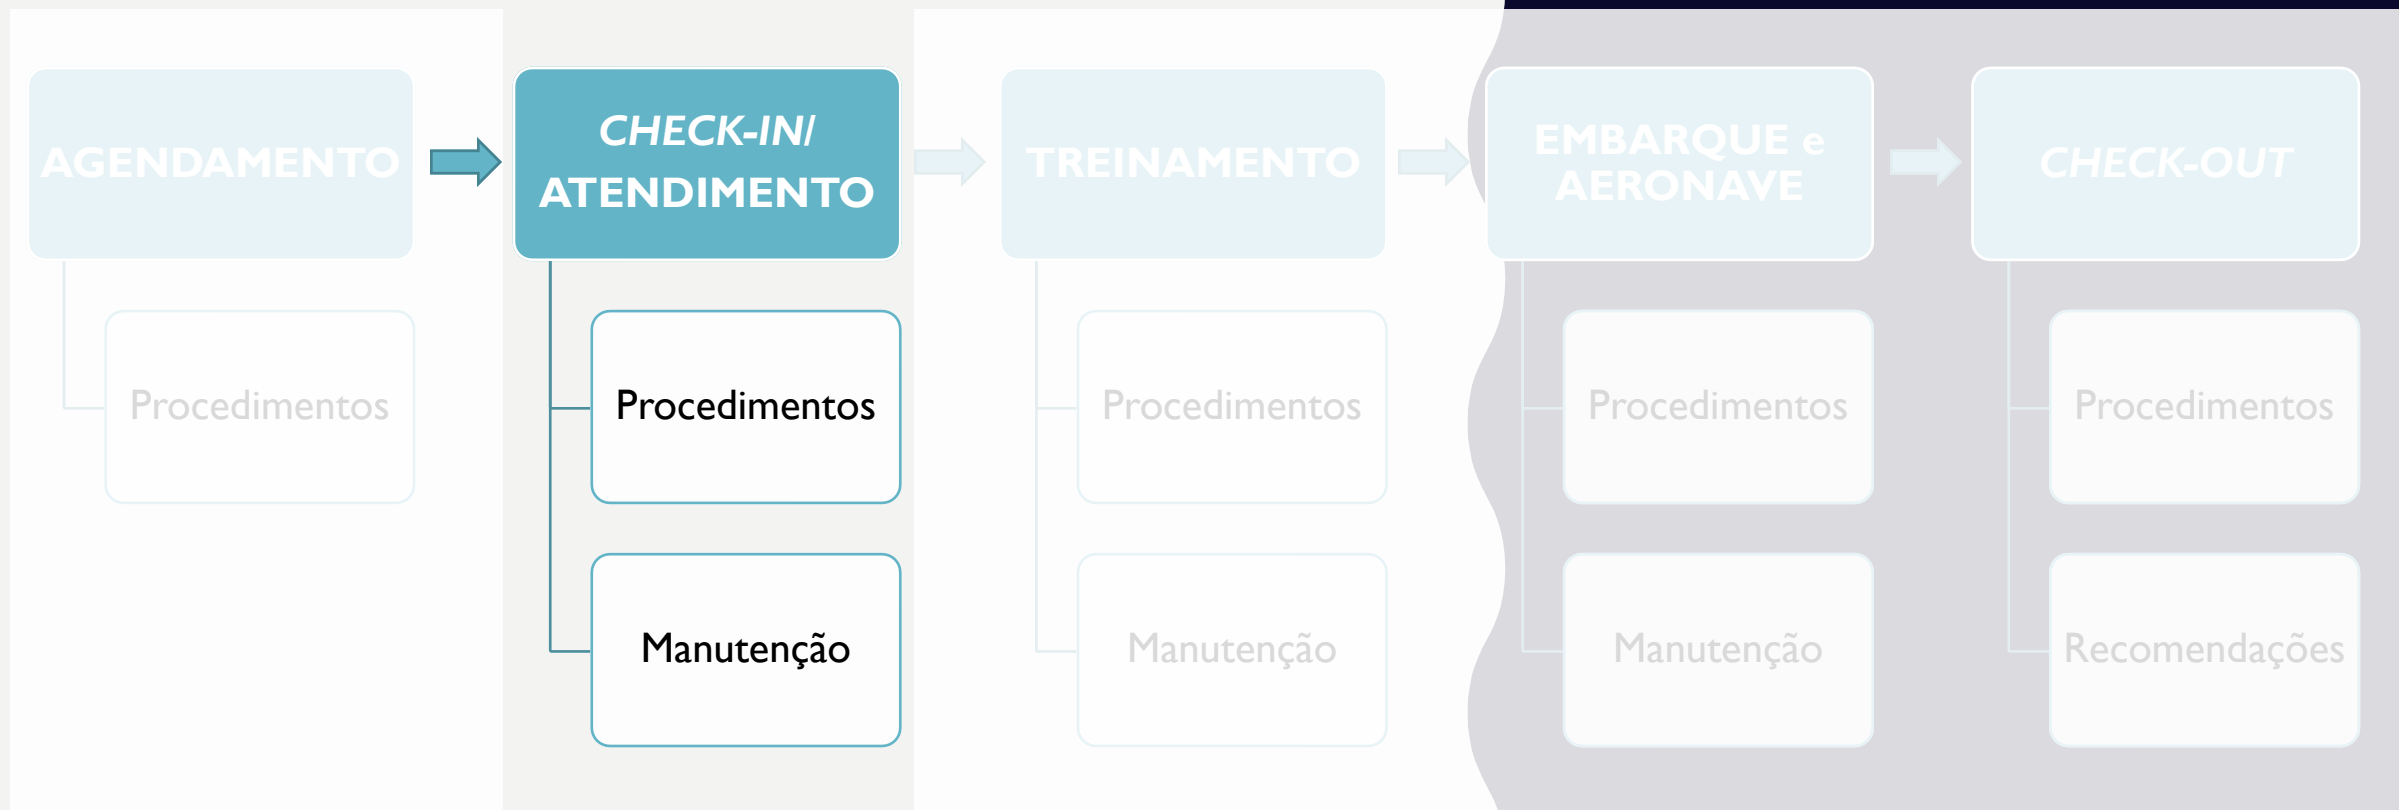 AGENDAMENTO
CHECK-IN/
ATENDIMENTO
TREINAMENTO
EMBARQUE e
AERONAVE
CHECK-OUT
Procedimentos
Procedimentos
Procedimentos
Procedimentos
Procedimentos
Manutenção
Manutenção
Manutenção
Recomendações